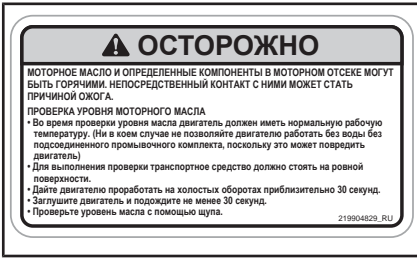 ОСТОРОЖНО
МОТОРНОЕ МАСЛО И ОПРЕДЕЛЕННЫЕ КОМПОНЕНТЫ В МОТОРНОМ ОТСЕКЕ МОГУТ
БЫТЬ ГОРЯЧИМИ. НЕПОСРЕДСТВЕННЫЙ КОНТАКТ С НИМИ МОЖЕТ СТАТЬ
ПРИЧИНОЙ ОЖОГА.
ПРОВЕРКА УРОВНЯ МОТОРНОГО МАСЛА
• Во время проверки уровня масла двигатель должен иметь нормальную рабочую
температуру. (Ни в коем случае не позволяйте двигателю работать без воды без
подсоединенного промывочного комплекта, поскольку это может повредить
двигатель)
• Для выполнения проверки транспортное средство должно стоять на ровной
поверхности.
• Дайте двигателю проработать на холостых оборотах приблизительно 30 секунд.
• Заглушите двигатель и подождите не менее 30 секунд.
• Проверьте уровень масла с помощью щупа.
219904829_RU